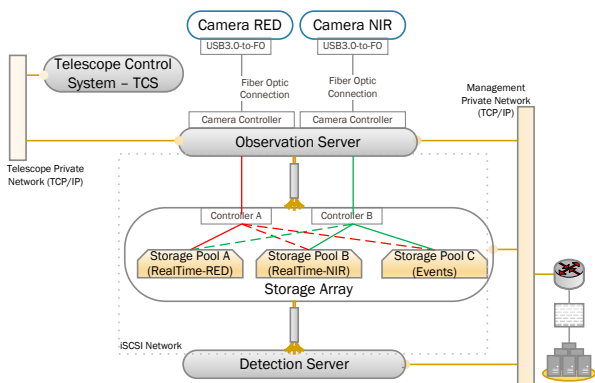 Camera RED
Camera NIR
USB3.0-to-FO
USB3.0-to-FO
Telescope Control
System – TCS
Fiber Optic
Connection
Fiber Optic
Connection
Management
Private Network
(TCP/IP)
Camera Controller
Camera Controller
Observation Server
Telescope Private
Network (TCP/IP)
Controller A
Controller B
Storage Pool A
(RealTime-RED)
Storage Pool B
(RealTime-NIR)
Storage Pool C
(Events)
Storage Array
iSCSI Network
Detection Server